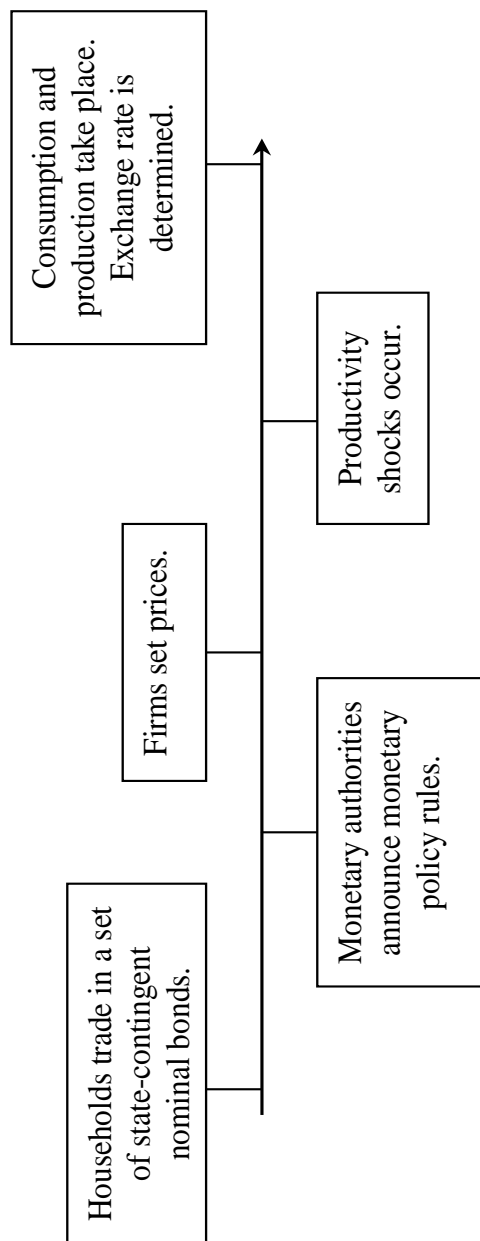 Households trade in a set
of state-contingent
nominal bonds.
Monetary authorities
announce monetary
policy rules.
Firms set prices.
Productivity
shocks occur.
Consumption and
production take place.
Exchange rate is
determined.